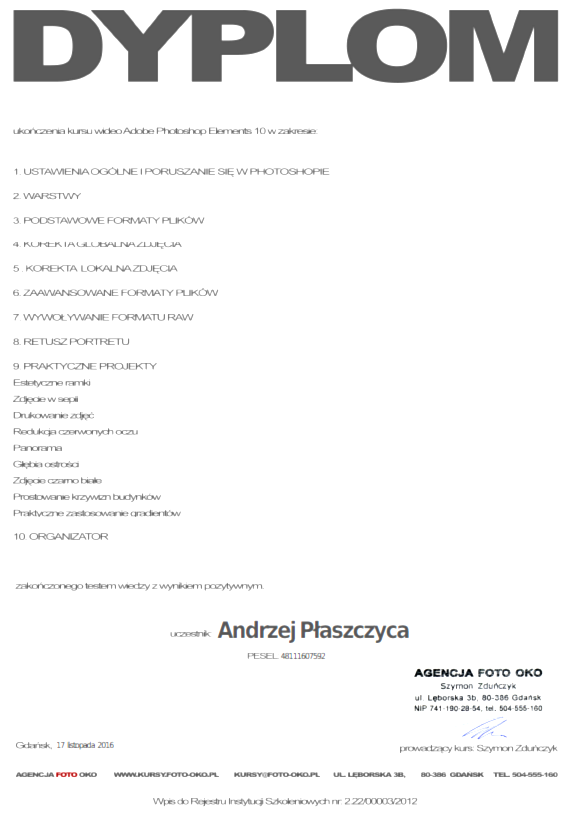 DYPLOM
ukończenia kursu wideo Adobe Photoshop Elements 10 w zakresie:
1. USTAWIENIA OGÓLNE I PORUSZANIE SIĘ W PHOTOSHOPIE
2. WARSTWY
3. PODSTAWOWE FORMATY PLIKÓW
4. KOREKTA GLOBALNA ZDJĘCIA
5. KOREKTA LOKALNA ZDJĘCIA
6. ZAAWANSOWANE FORMATY PLIKÓW
7. WYWOŁYWANIE FORMATU RAW
8. RETUSZ PORTRETU
9. PRAKTYCZNE PROJEKTY
Estetyczne ramki
Zdjęcie w sepii
Drukowanie zdjęć
Redukcja czerwonych oczu
Panorama
Głębia ostrości
Zdjęcie czarno białe
Prostowanie krzywizn budynków
Praktyczne zastosowanie gradientów
10. ORGANIZATOR
zakończonego testem wiedzy z wynikiem pozytywnym.
uczestnik: Andrzej Płaszczyca
PESEL: 48111607592
AGENCJA FOTO OKO
Szymon Zduńczyk
ul. Lęborska 3b, 80-386 Gdańsk
NIP 741-190-28-54, tel. 504-555-160
Gdańsk, 17 listopada 2016
prowadzący kurs: Szymon Zduńczyk
AGENCJA FOTO OKO WWW.KURSY.FOTO-OKO.PL KURSY@FOTO-OKO.PL UL. LĘBORSKA 3B, 80-386 GDAŃSK TEL. 504-555-160
Wpis do Rejestru Instytucji Szkoleniowych nr: 2.22/00003/2012